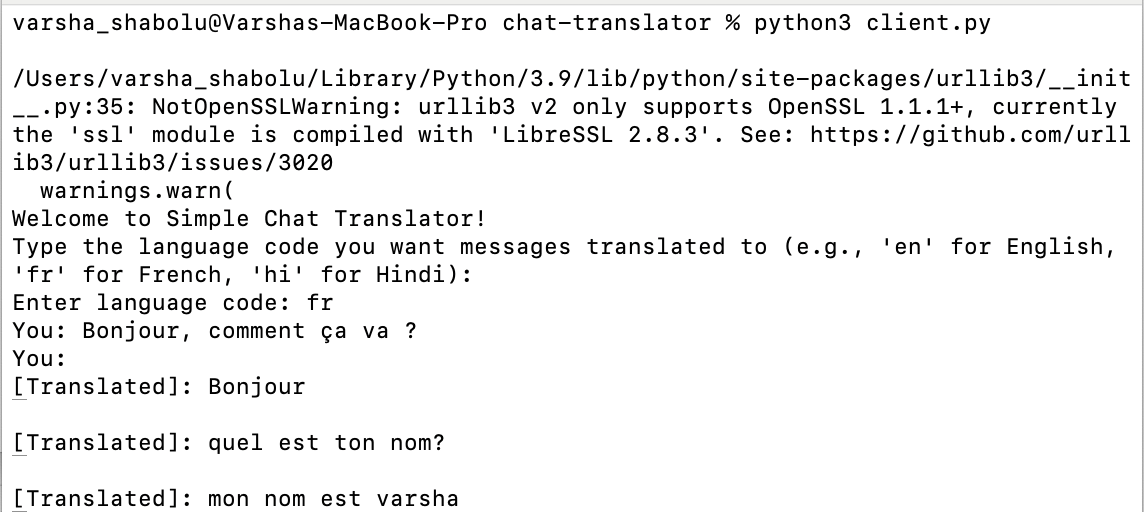 varsha_shabolu@Varshas-MacBook-Pro chat-translator % python3 client.py
/Users/varsha_shabolu/Library/Python/3.9/lib/python/site-packages/urllib3/__init
__.py:35: NotOpenSSLWarning: urllib3 v2 only supports OpenSSL 1.1.1+, currently
the 'ssl' module is compiled with 'LibreSSL 2.8.3'. See: https://github.com/urll
ib3/urllib3/issues/3020
  warnings.warn(
Welcome to Simple Chat Translator!
Type the language code you want messages translated to (e.g., 'en' for English,
'fr' for French, 'hi' for Hindi):
Enter language code: fr
You: Bonjour, comment ça va ?
You:
[Translated]: Bonjour
[Translated]: quel est ton nom?
[Translated]: mon nom est varsha